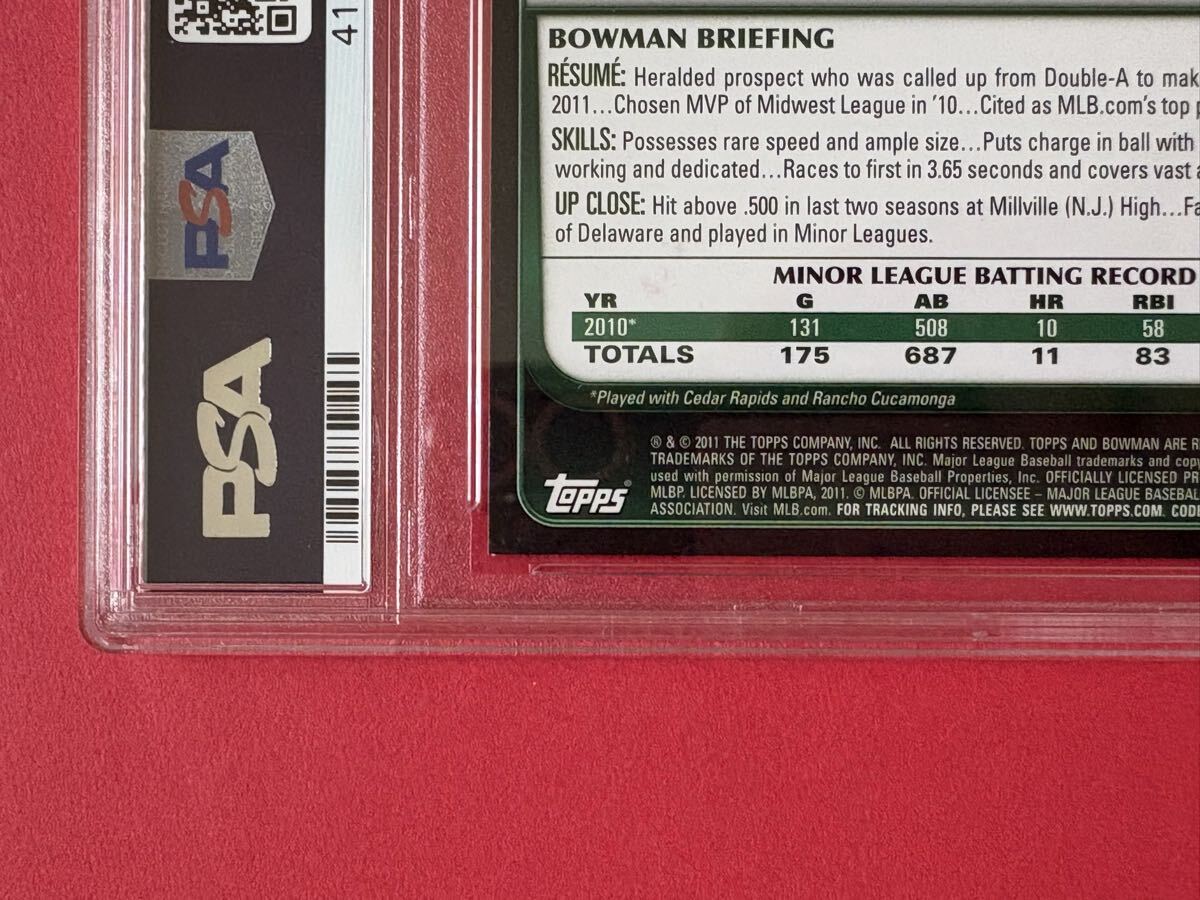 41
PSA
PSA
BOWMAN BRIEFING
RÉSUMÉ: Heralded prospect who was called up from Double-A to mak
2011...Chosen MVP of Midwest League in '10...Cited as MLB.com's top p
SKILLS: Possesses rare speed and ample size...Puts charge in ball with
working and dedicated...Races to first in 3.65 seconds and covers vast a
UP CLOSE: Hit above .500 in last two seasons at Millville (N.J.) High...Fa
of Delaware and played in Minor Leagues.
MINOR LEAGUE BATTING RECORD
YR G AB HR RBI
2010* 131 508 10 58
TOTALS 175 687 11 83
*Played with Cedar Rapids and Rancho Cucamonga
® & © 2011 THE TOPPS COMPANY, INC. ALL RIGHTS RESERVED. TOPPS AND BOWMAN ARE R
TRADEMARKS OF THE TOPPS COMPANY, INC. Major League Baseball trademarks and copy
used with permission of Major League Baseball Properties, Inc. OFFICIALLY LICENSED PR
MLBP. LICENSED BY MLBPA, 2011. © MLBPA. OFFICIAL LICENSEE – MAJOR LEAGUE BASEBA
ASSOCIATION. Visit MLB.com. FOR TRACKING INFO, PLEASE SEE WWW.TOPPS.COM. CODE
topps®